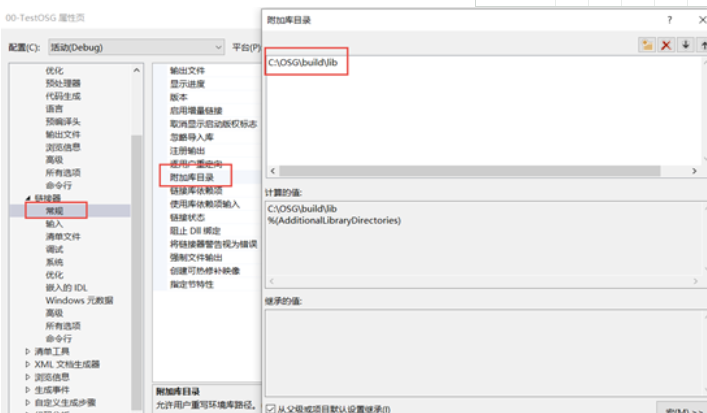 00-TestOSG 属性页
配置(C): 活动(Debug)
平台(P)
优化
预处理器
代码生成
语言
预编译头
输出文件
浏览信息
高级
所有选项
命令行
链接器
常规
输入
清单文件
调试
系统
优化
嵌入的 IDL
Windows 元数据
高级
所有选项
命令行
清单工具
XML 文档生成器
浏览信息
生成事件
自定义生成步骤
输出文件
显示进度
版本
启用增量链接
取消显示启动版权标志
忽略导入库
注册输出
逐用户重定向
附加库目录
链接库依赖项
使用库依赖项输入
链接状态
阻止 Dll 绑定
将链接器警告视为错误
强制文件输出
创建可热修补映像
指定节特性
附加库目录
允许用户重写环境库路径。
附加库目录
?
C:\OSG\build\lib
计算的值:
C:\OSG\build\lib
%(AdditionalLibraryDirectories)
继承的值:
从父级或项目默认设置继承(I)
宏(M) >>